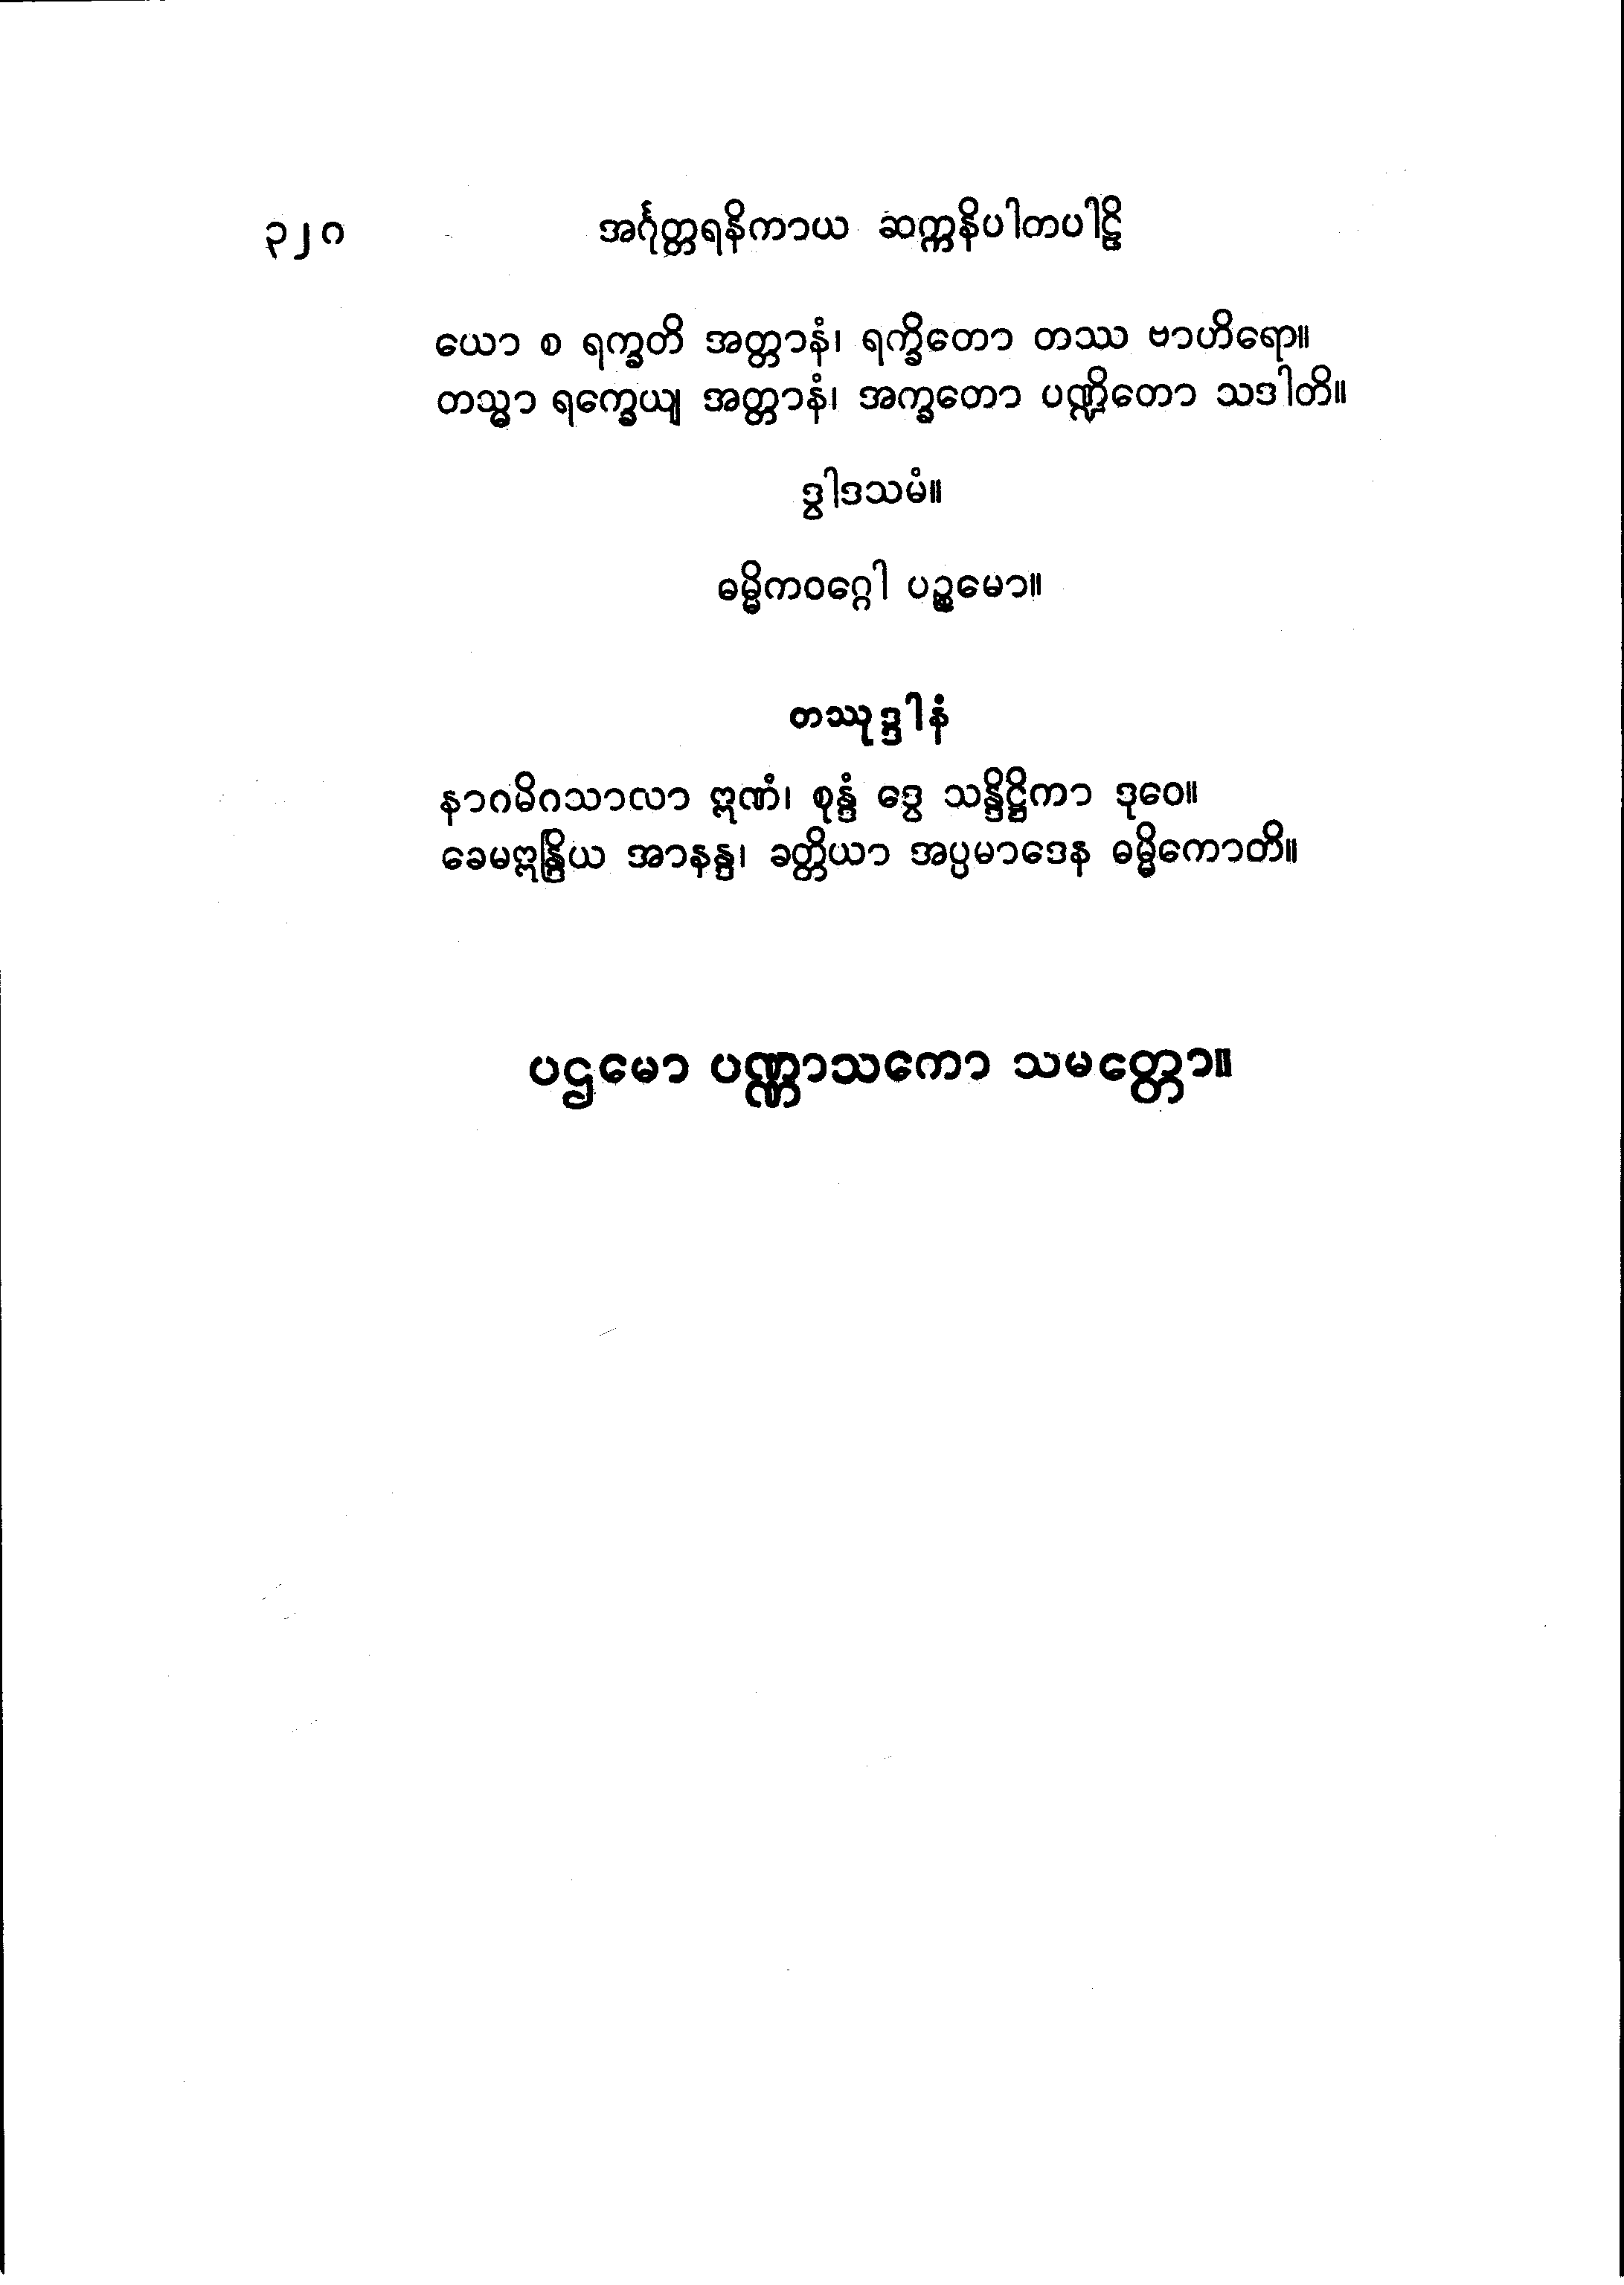 ၃၂၈ အင်္ဂုတ္တရနိကာယ ဆက္ကနိပါတပါဠိ
ယော စ ရက္ခတိ အတ္တာနံ၊ ရက္ခိတော တဿ ဗာဟိရော။
တသ္မာ ရက္ခေယျ အတ္တာနံ၊ အက္ခတော ပဏ္ဍိတော သဒါတိ။
ဒွါဒသမံ။
ဓမ္မိကဝဂ္ဂေါ ပဉ္စမော။
တဿုဒ္ဒါနံ
နာဂမိဂသာလာ ဣဏံ၊ စုန္ဒံ ဒွေ သန္ဒိဋ္ဌိကာ ဒုဝေ။
ခေမဣန္ဒြိယ အာနန္ဒ၊ ခတ္တိယာ အပ္ပမာဒေန ဓမ္မိကောတိ။
ပဌမော ပဏ္ဏာသကော သမတ္တော။